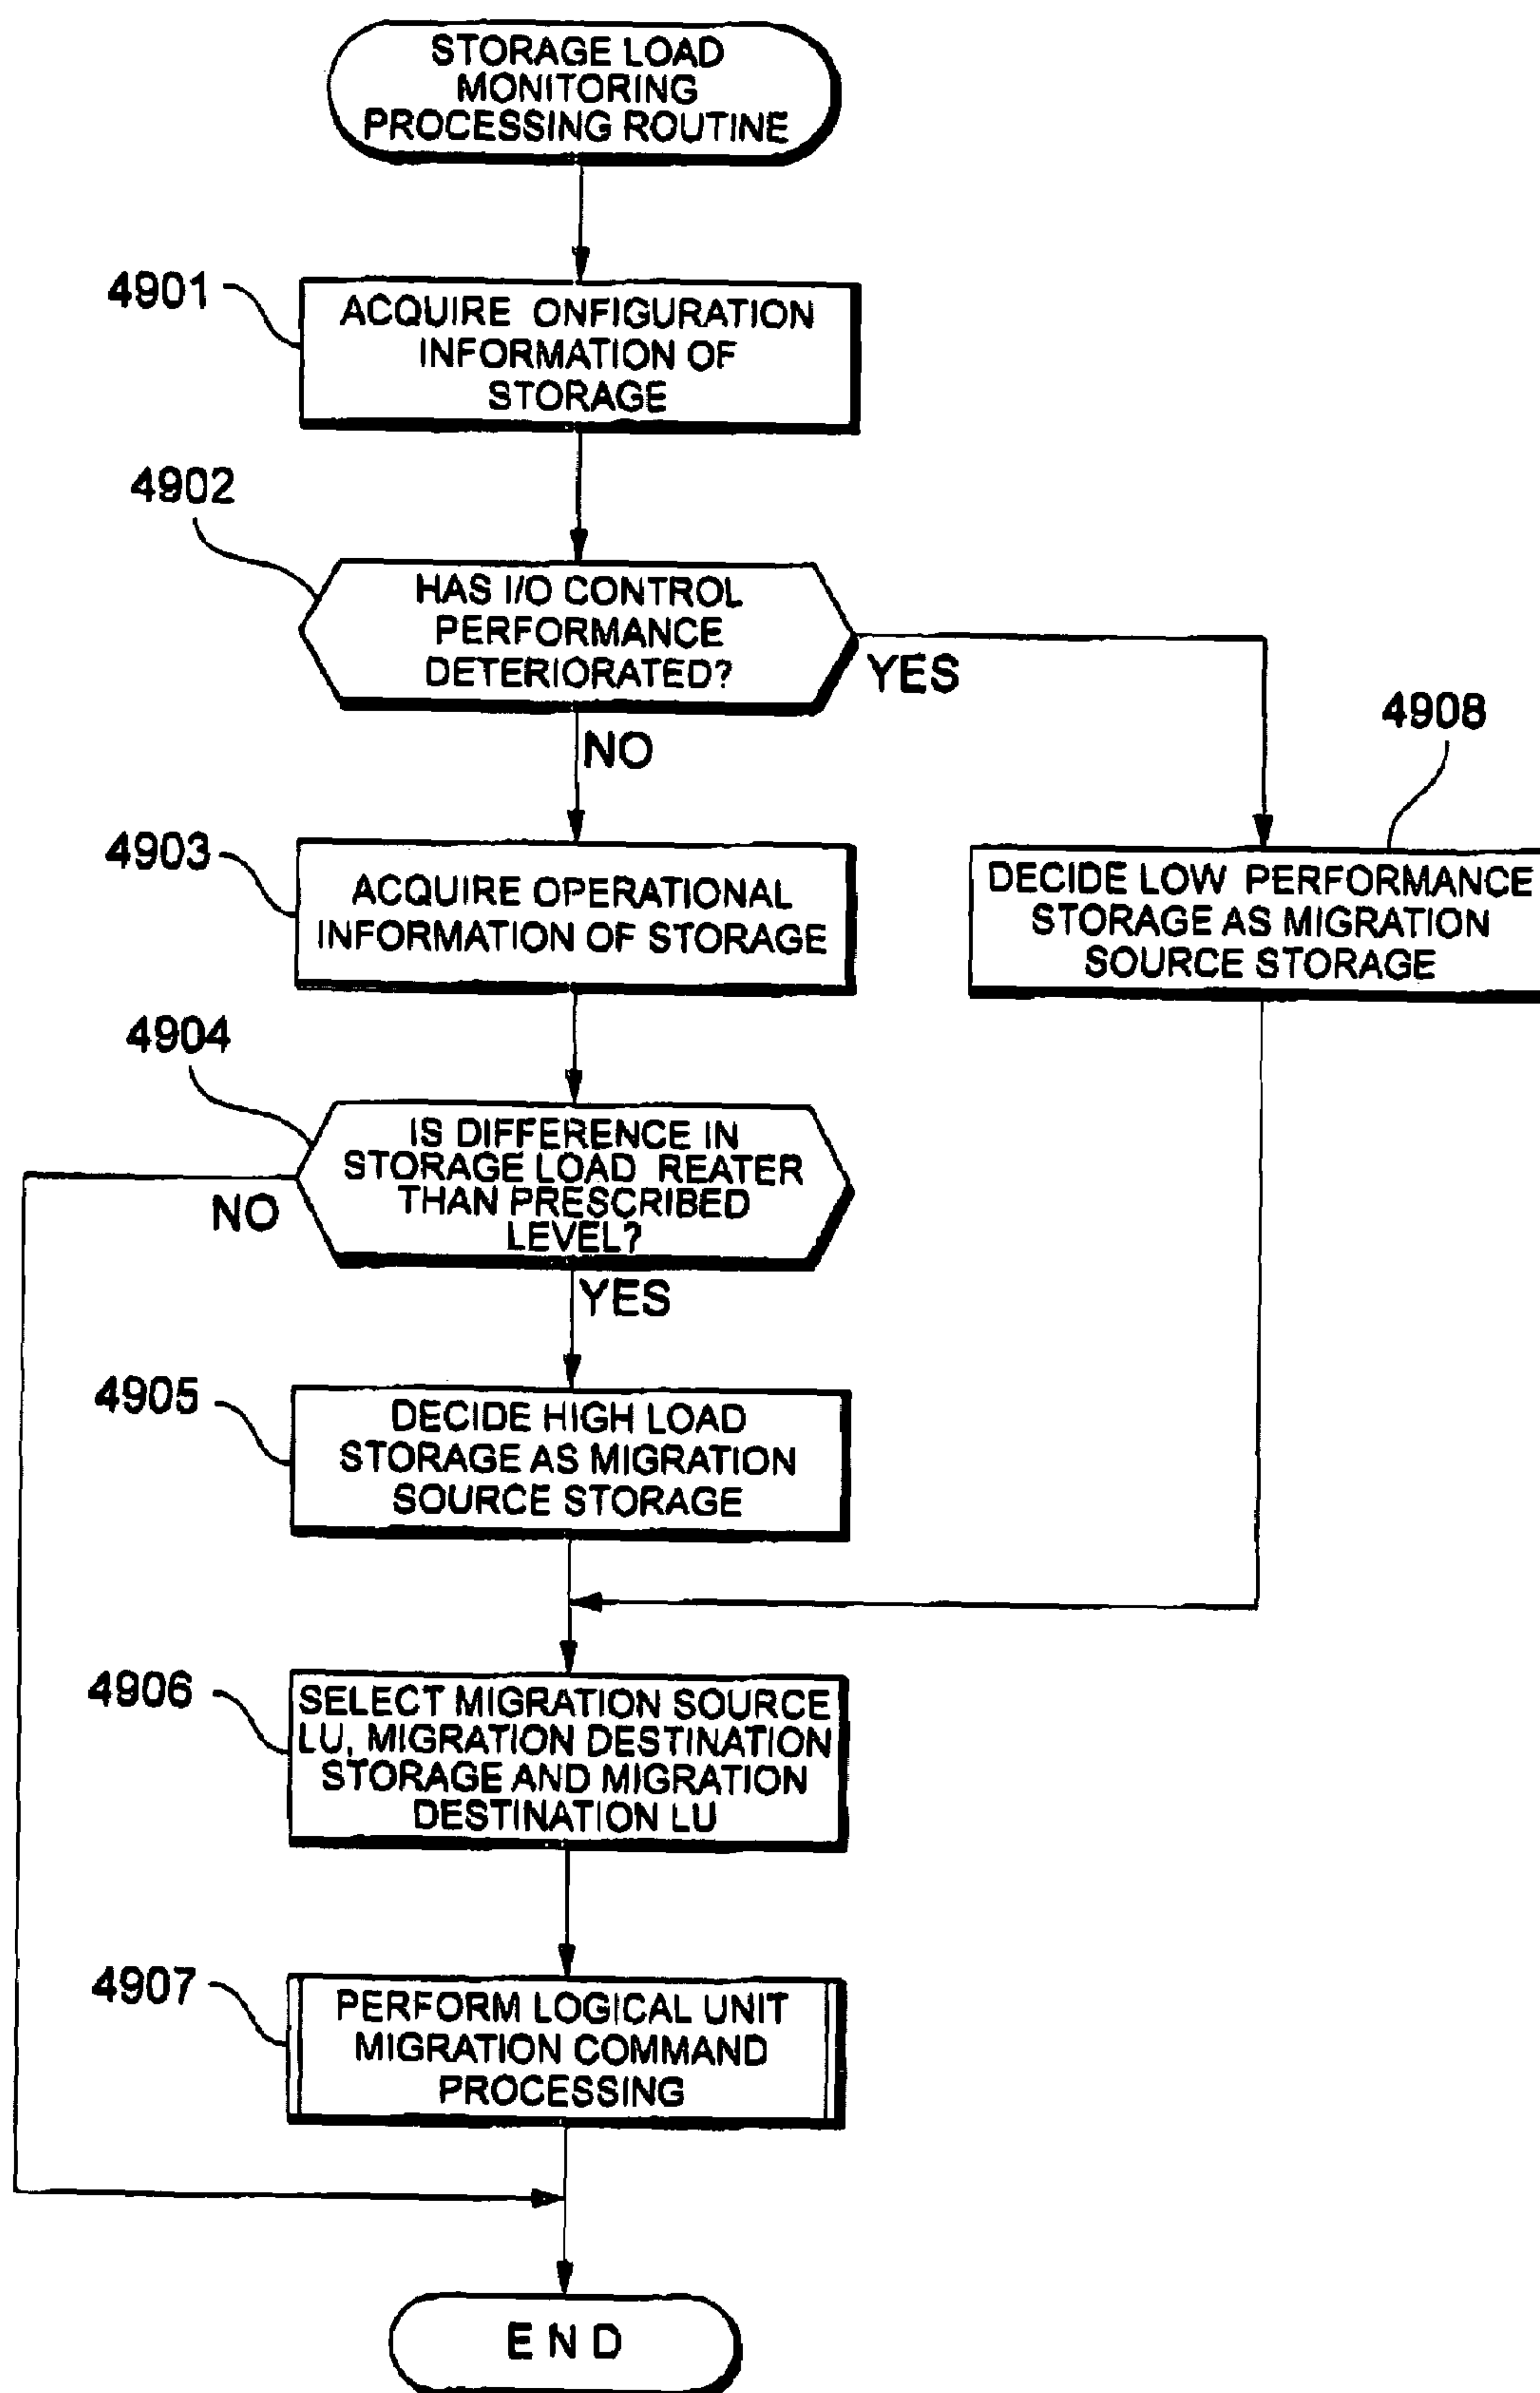 STORAGE LOAD
MONITORING
PROCESSING ROUTINE
4901
ACQUIRE ONFIGURATION
INFORMATION OF
STORAGE
4902
HAS I/O CONTROL
PERFORMANCE
DETERIORATED?
YES
NO
4908
DECIDE LOW PERFORMANCE
STORAGE AS MIGRATION
SOURCE STORAGE
4903
ACQUIRE OPERATIONAL
INFORMATION OF STORAGE
4904
IS DIFFERENCE IN
STORAGE LOAD REATER
THAN PRESCRIBED
LEVEL?
NO
YES
4905
DECIDE HIGH LOAD
STORAGE AS MIGRATION
SOURCE STORAGE
4906
SELECT MIGRATION SOURCE
LU, MIGRATION DESTINATION
STORAGE AND MIGRATION
DESTINATION LU
4907
PERFORM LOGICAL UNIT
MIGRATION COMMAND
PROCESSING
END